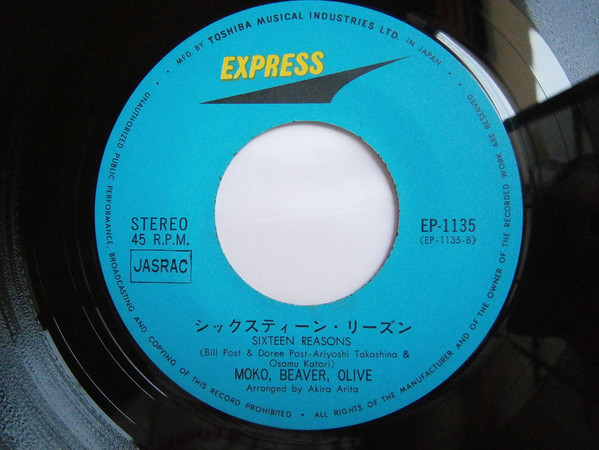 MFD. BY TOSHIBA MUSICAL INDUSTRIES LTD. IN JAPAN.
EXPRESS
STEREO
45 R.P.M.
JASRAC
EP-1135
(EP-1135-B)
シックスティーン・リーズン
SIXTEEN REASONS
(Bill Post & Doree Post-Ariyoshi Takashina &
Osamu Katori)
MOKO, BEAVER, OLIVE
Arranged by Akira Arita
UNAUTHORIZED PUBLIC PERFORMANCE, BROADCASTING AND COPYING OF THIS RECORD PROHIBITED • ALL RIGHTS OF THE MANUFACTURER AND OF THE OWNER OF THE RECORDED WORK ARE RESERVED